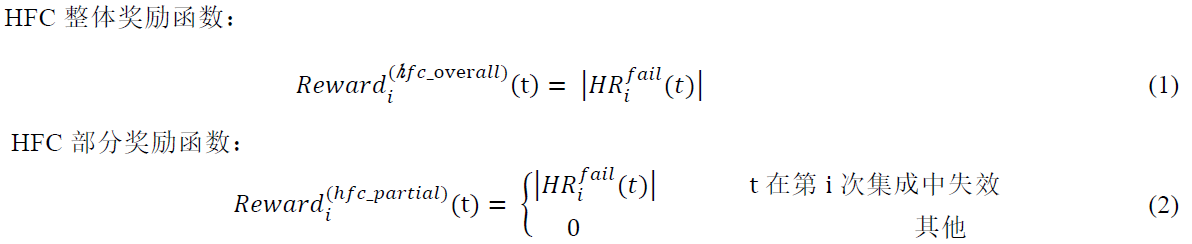 HFC 整体奖励函数：
Reward_i^{(hfc_overall)}(t) = |HR_i^{fail}(t)| (1)
HFC 部分奖励函数：
Reward_i^{(hfc_partial)}(t) = { |HR_i^{fail}(t)| t 在第 i 次集成中失效
0 其他 (2)